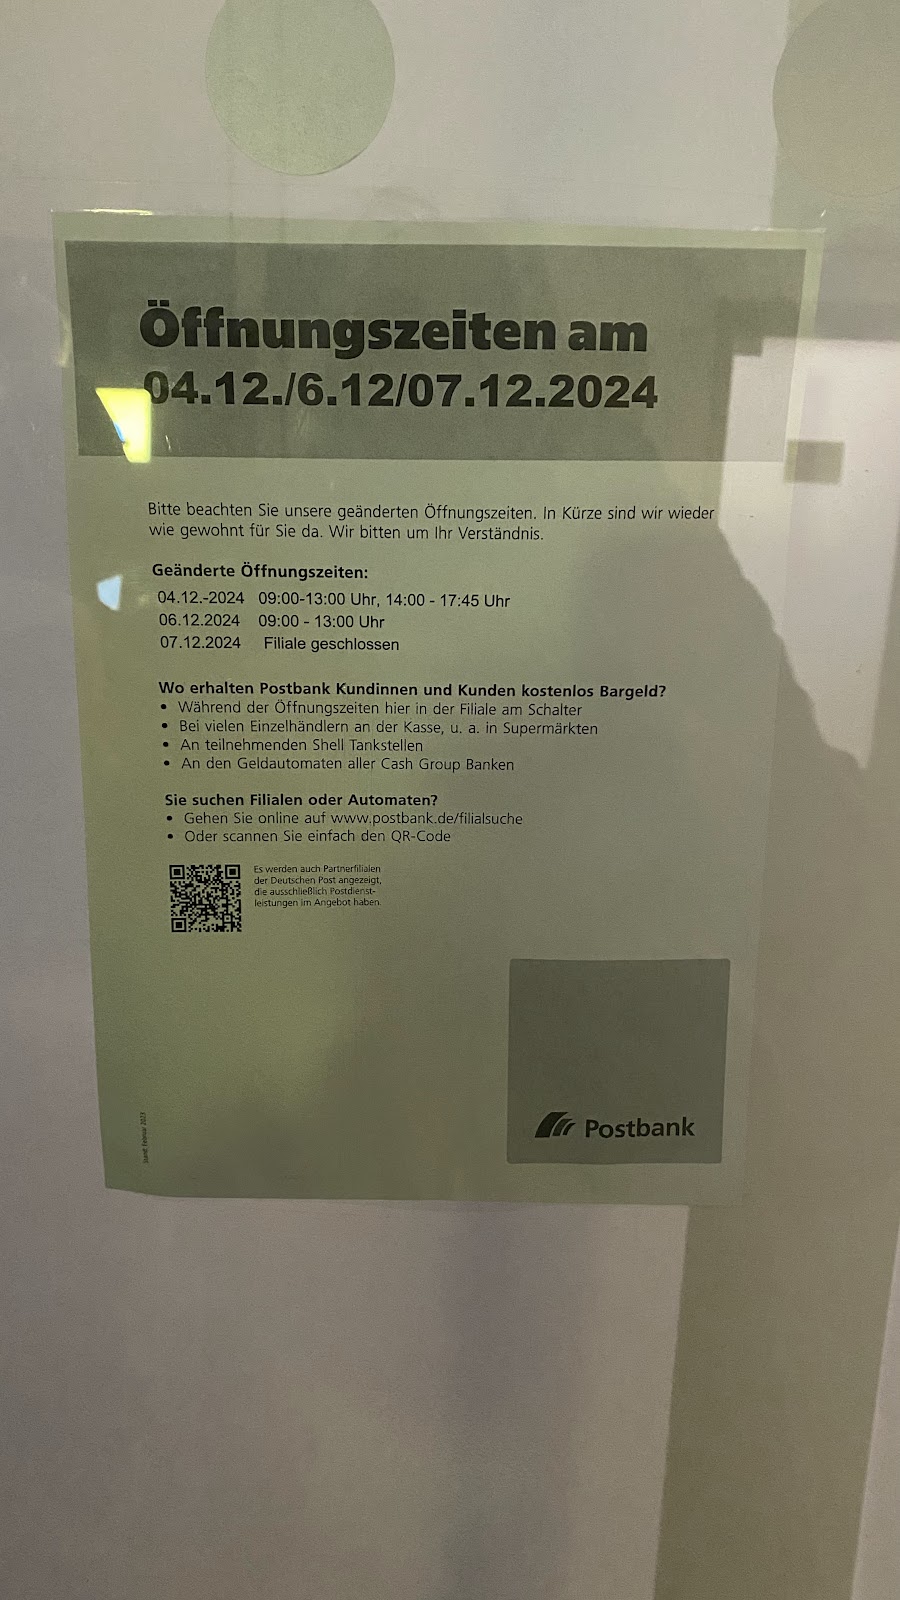 Öffnungszeiten am
04.12./6.12/07.12.2024
Bitte beachten Sie unsere geänderten Öffnungszeiten. In Kürze sind wir wieder
wie gewohnt für Sie da. Wir bitten um Ihr Verständnis.
Geänderte Öffnungszeiten:
04.12.-2024 09:00-13:00 Uhr, 14:00 - 17:45 Uhr
06.12.2024 09:00 - 13:00 Uhr
07.12.2024 Filiale geschlossen
Wo erhalten Postbank Kundinnen und Kunden kostenlos Bargeld?
• Während der Öffnungszeiten hier in der Filiale am Schalter
• Bei vielen Einzelhändlern an der Kasse, u. a. in Supermärkten
• An teilnehmenden Shell Tankstellen
• An den Geldautomaten aller Cash Group Banken
Sie suchen Filialen oder Automaten?
• Gehen Sie online auf www.postbank.de/filialsuche
• Oder scannen Sie einfach den QR-Code
Es werden auch Partnerfilialen
der Deutschen Post angezeigt,
die ausschließlich Postdienst-
leistungen im Angebot haben.
Stand: Februar 2023
Postbank